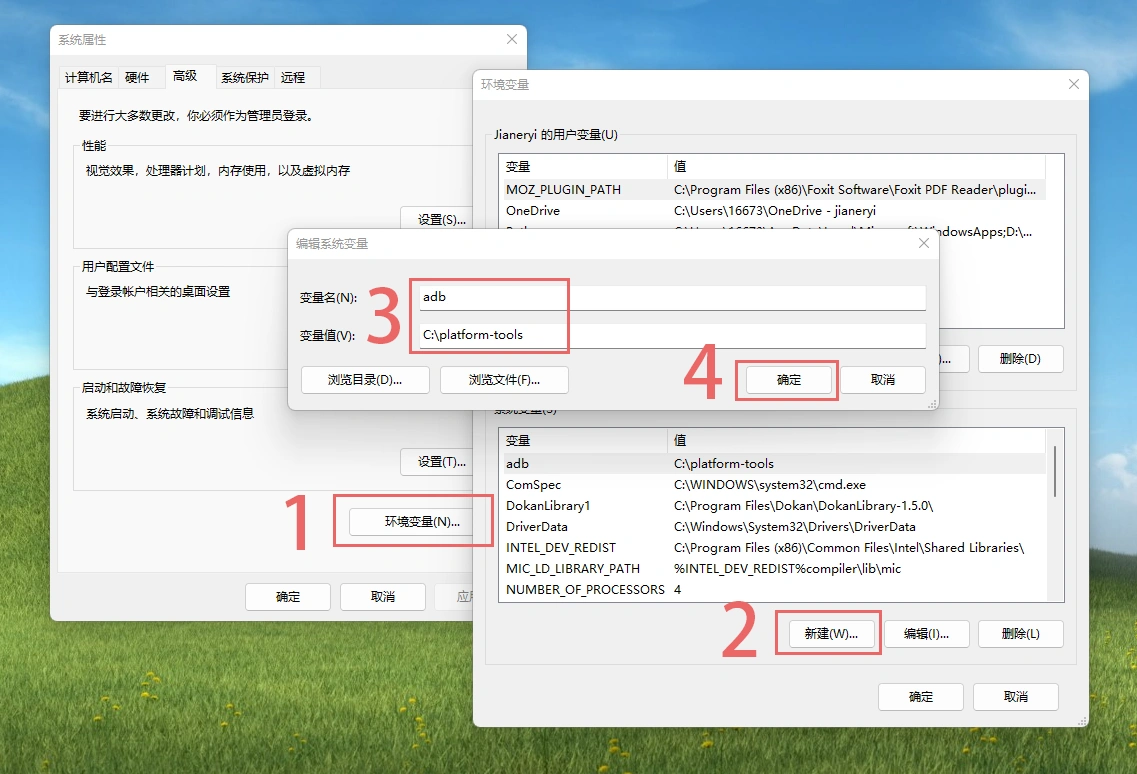 系统属性
计算机名 硬件 高级 系统保护 远程
要进行大多数更改，你必须作为管理员登录。
性能
视觉效果，处理器计划，内存使用，以及虚拟内存
设置(S)...
用户配置文件
与登录帐户相关的桌面设置
启动和故障恢复
系统启动、系统故障和调试信息
设置(T)...
1
环境变量(N)...
确定 取消
环境变量
Jianeryi 的用户变量(U)
变量 值
MOZ_PLUGIN_PATH C:\Program Files (x86)\Foxit Software\Foxit PDF Reader\plugi...
OneDrive C:\Users\16673\OneDrive - jianeryi
删除(D)
编辑系统变量
3
变量名(N): adb
变量值(V): C:\platform-tools
浏览目录(D)... 浏览文件(F)...
4
确定 取消
系统变量(S)
变量 值
adb C:\platform-tools
ComSpec C:\WINDOWS\system32\cmd.exe
DokanLibrary1 C:\Program Files\Dokan\DokanLibrary-1.5.0\
DriverData C:\Windows\System32\Drivers\DriverData
INTEL_DEV_REDIST C:\Program Files (x86)\Common Files\Intel\Shared Libraries\
MIC_LD_LIBRARY_PATH %INTEL_DEV_REDIST%compiler\lib\mic
NUMBER_OF_PROCESSORS 4
2
新建(W)... 编辑(I)... 删除(L)
确定 取消